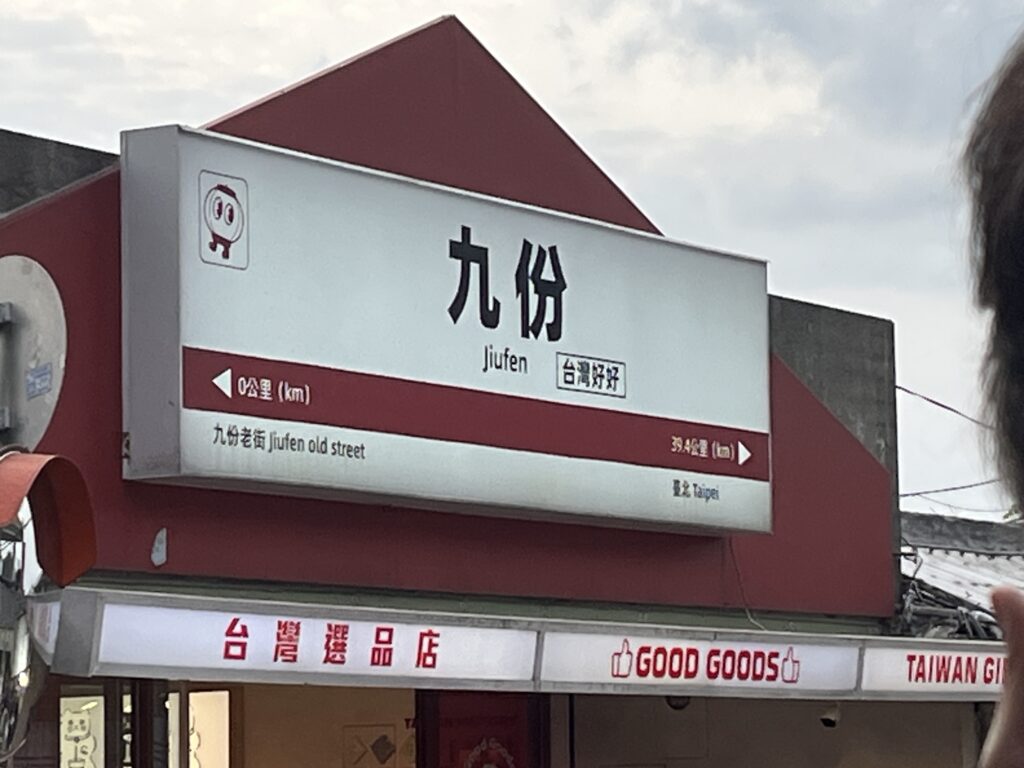 九份
Jiufen 台灣好好
0公里 (km)
39.4公里 (km)
九份老街 Jiufen old street
臺北 Taipei
台灣選品店
GOOD GOODS
TAIWAN